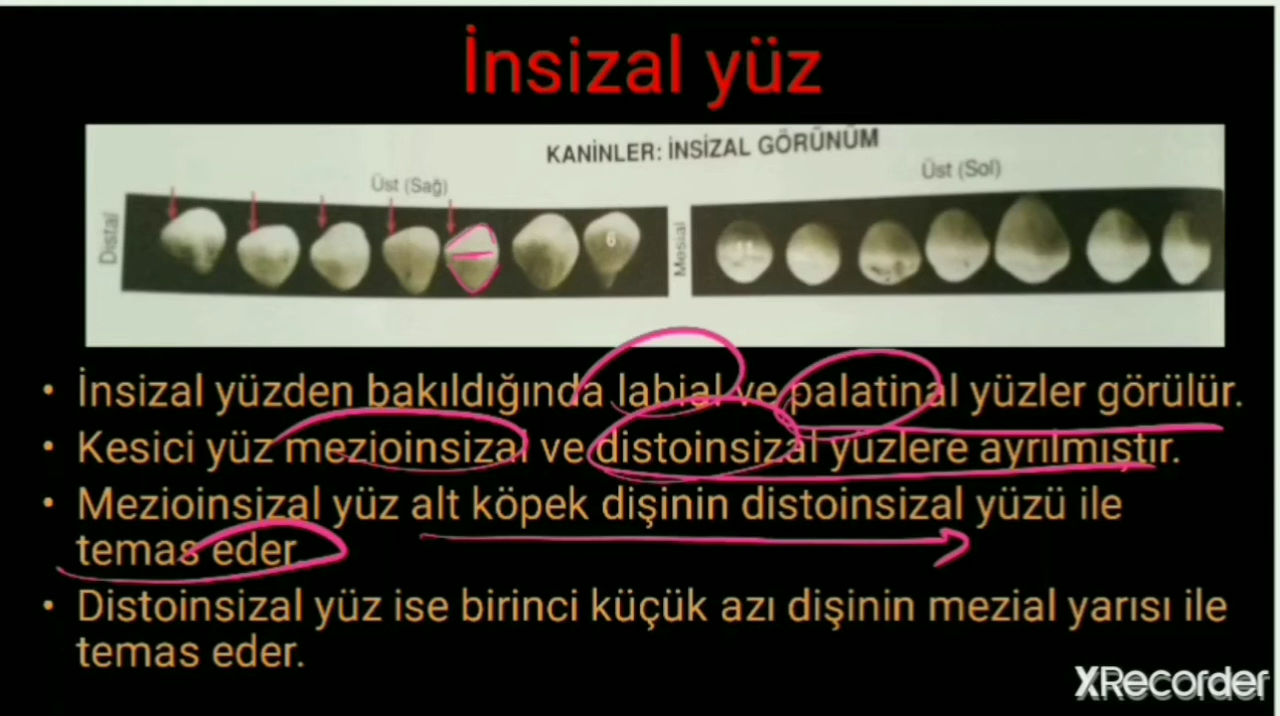 İnsizal yüz
KANİNLER: İNSİZAL GÖRÜNÜM
Üst (Sağ)
Üst (Sol)
Distal
6
Mesial
11
• İnsizal yüzden bakıldığında labial ve palatinal yüzler görülür.
• Kesici yüz mezioinsizal ve distoinsizal yüzlere ayrılmıştır.
• Mezioinsizal yüz alt köpek dişinin distoinsizal yüzü ile
temas eder.
• Distoinsizal yüz ise birinci küçük azı dişinin mezial yarısı ile
temas eder.
XRecorder